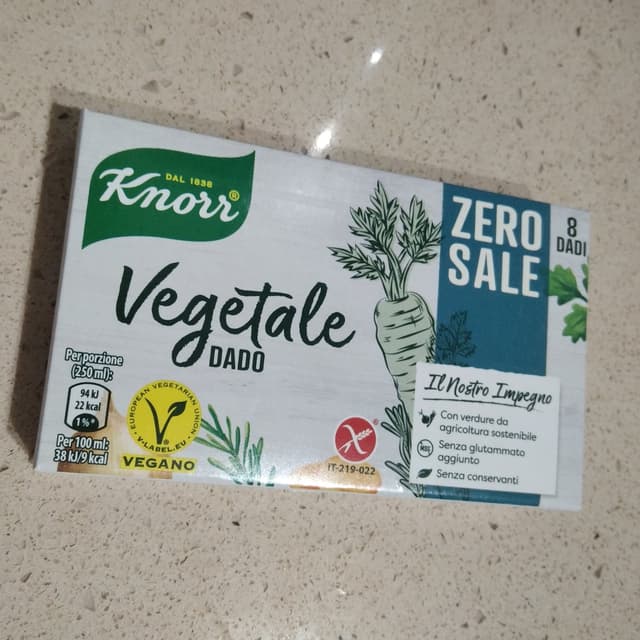 DAL 1838
Knorr®
Vegetale
DADO
ZERO
SALE
8
DADI
Per porzione
(250 ml):
94 kJ
22 kcal
1%*
Per 100 ml:
38 kJ/9 kcal
EUROPEAN VEGETARIAN UNION
V-LABEL.EU
VEGANO
IT-219-022
Il Nostro Impegno
Con verdure da
agricoltura sostenibile
Senza glutammato
aggiunto
Senza conservanti